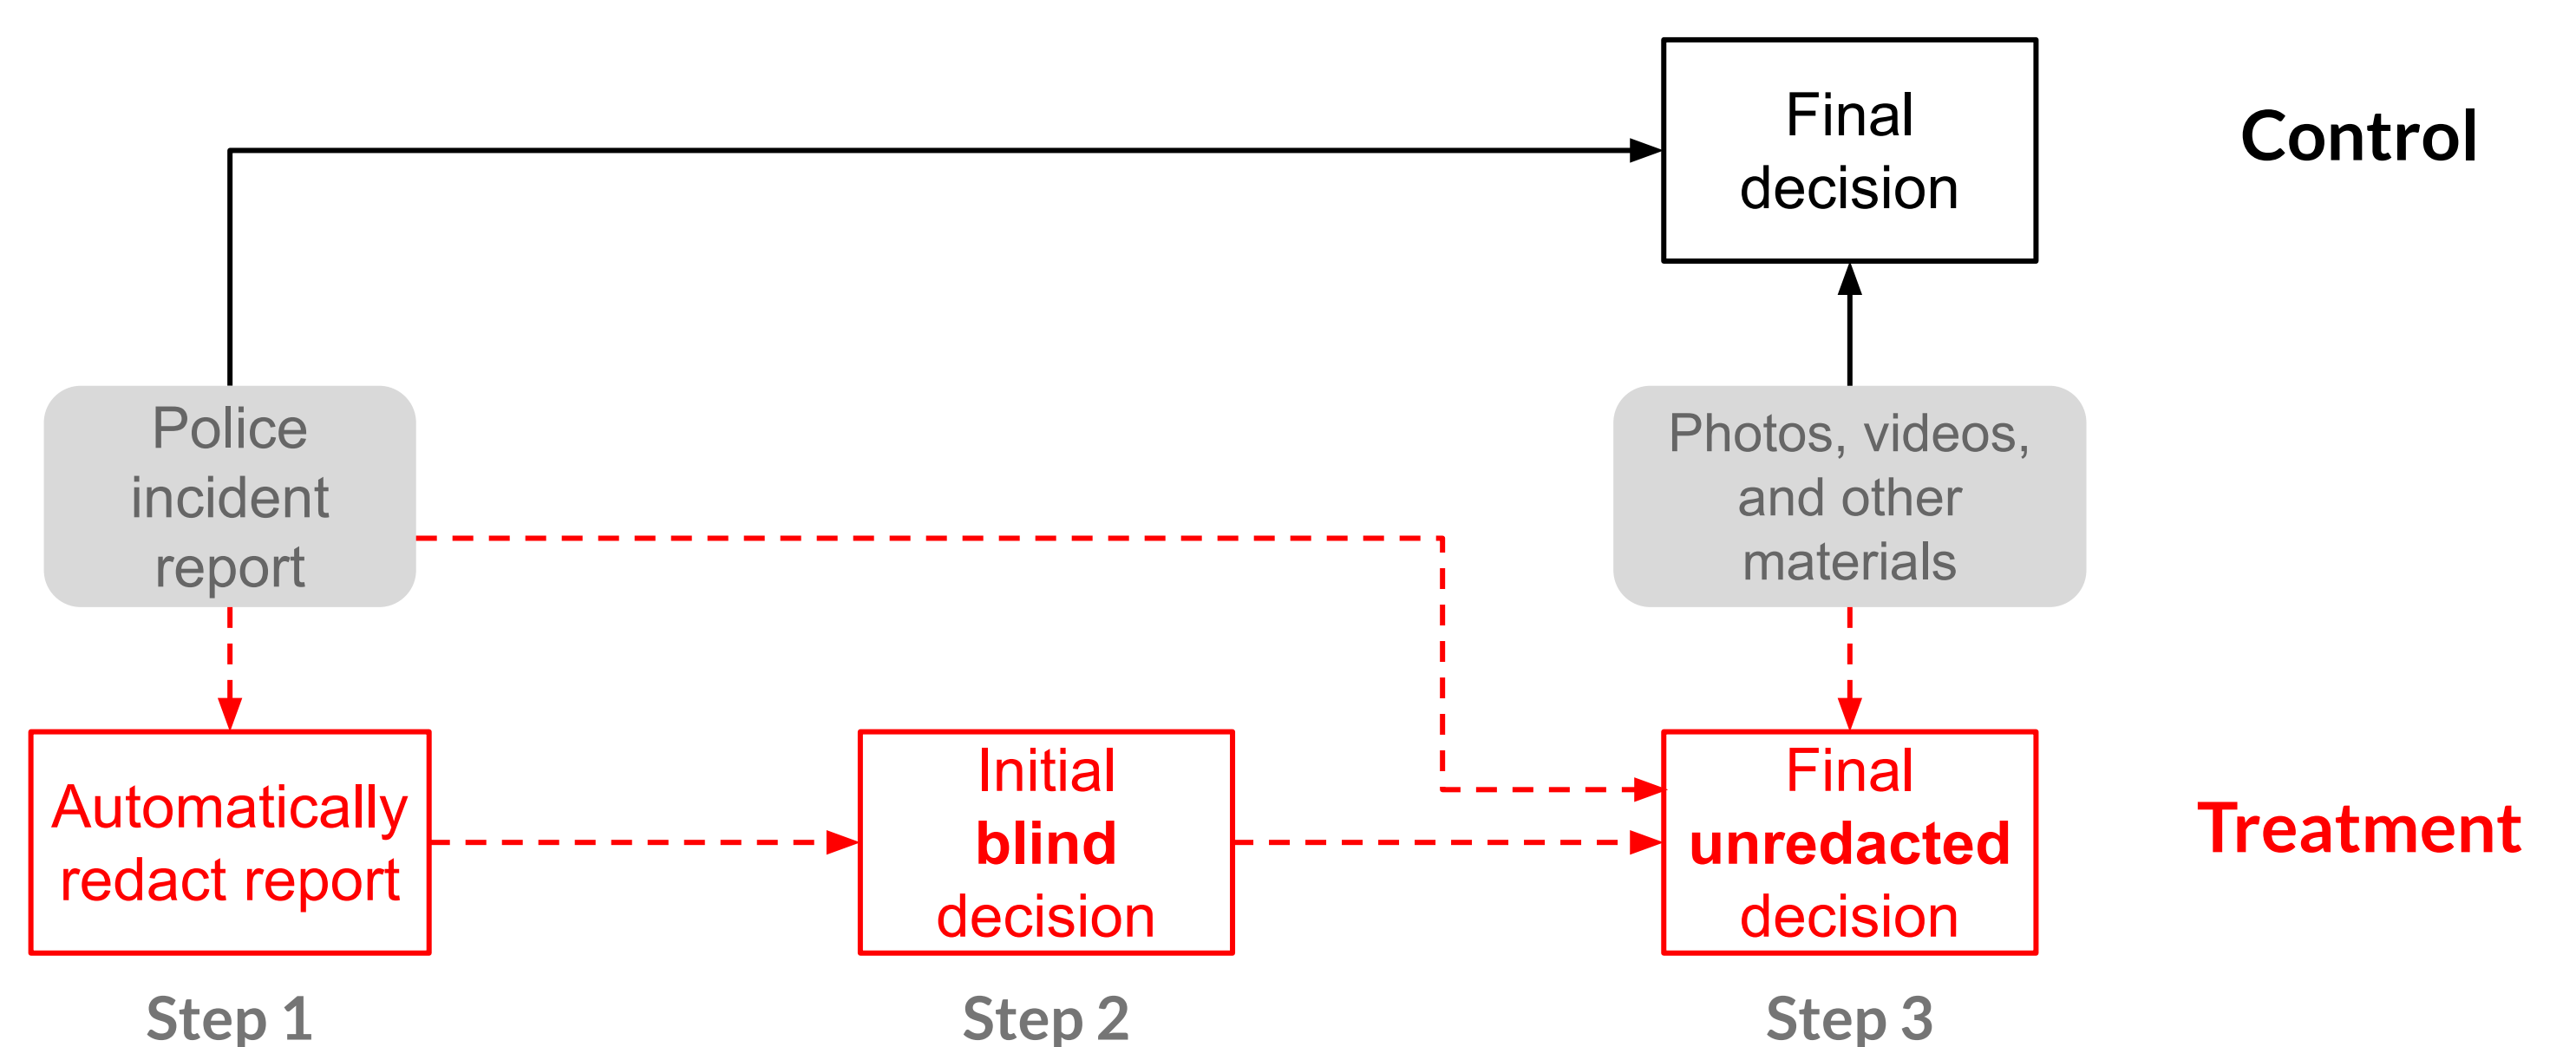 Final
decision
Control
Police
incident
report
Photos, videos,
and other
materials
Automatically
redact report
Initial
blind
decision
Final
unredacted
decision
Treatment
Step 1
Step 2
Step 3